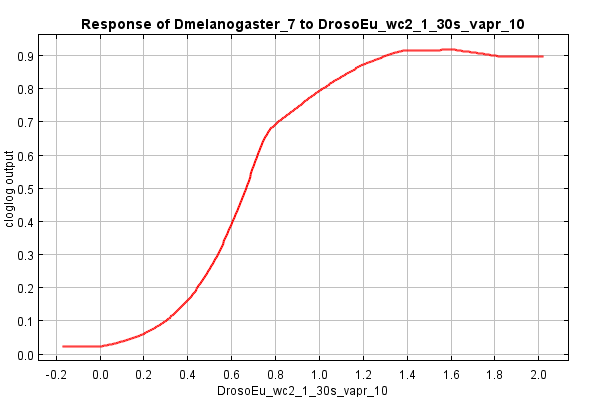 Response of Dmelanogaster_7 to DrosoEu_wc2_1_30s_vapr_10
cloglog output
0.9
0.8
0.7
0.6
0.5
0.4
0.3
0.2
0.1
0.0
-0.2 0.0 0.2 0.4 0.6 0.8 1.0 1.2 1.4 1.6 1.8 2.0
DrosoEu_wc2_1_30s_vapr_10